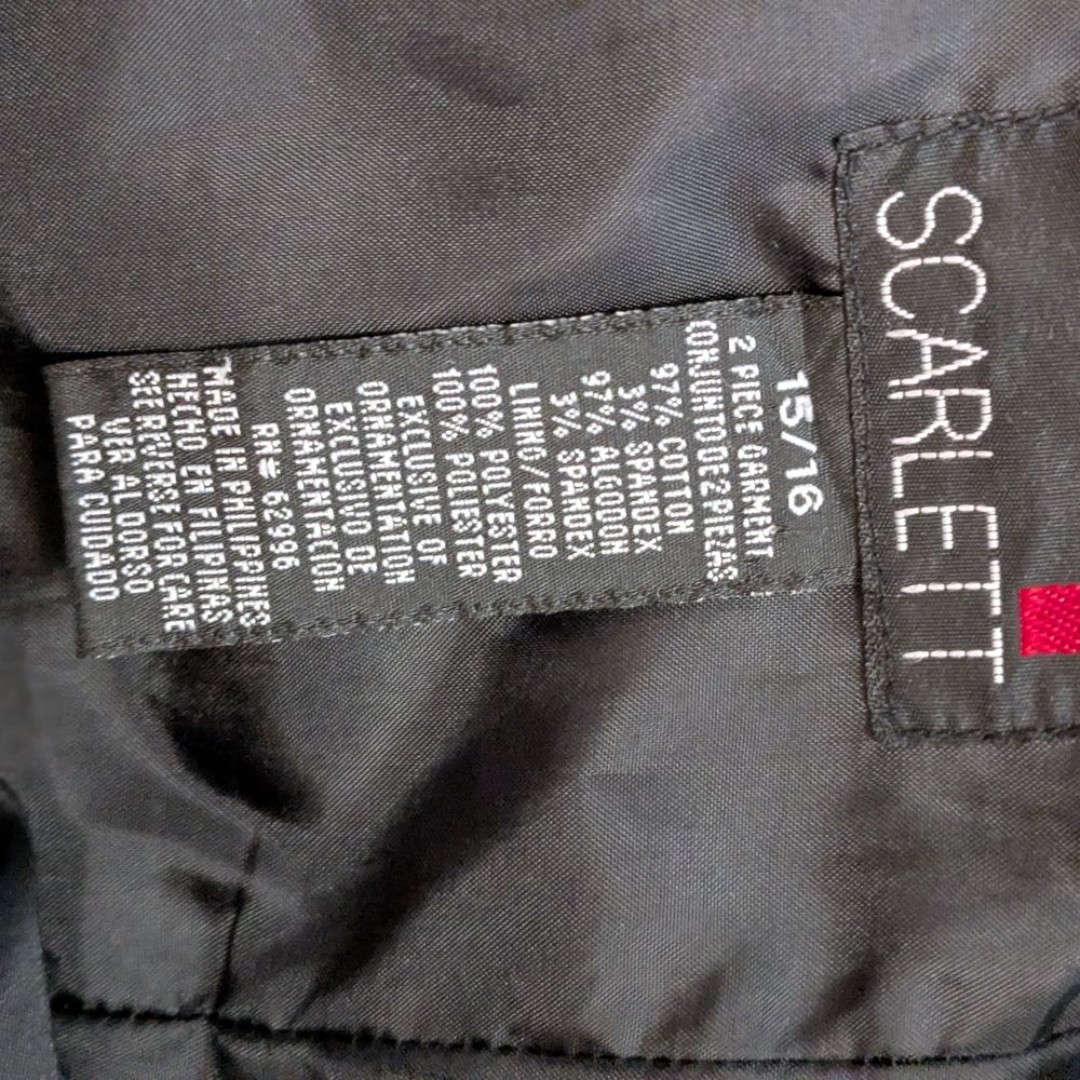 SCARLETT
15/16
2 PIECE GARMENT
CONJUNTO DE 2 PIEZAS
97% COTTON
3% SPANDEX
97% ALGODON
3% SPANDEX
LINING/FORRO
100% POLYESTER
100% POLIESTER
EXCLUSIVE OF
ORNAMENTATION
EXCLUSIVO DE
ORNAMENTACION
RN# 62996
MADE IN PHILIPPINES
HECHO EN FILIPINAS
SEE REVERSE FOR CARE
VER AL DORSO
PARA CUIDADO